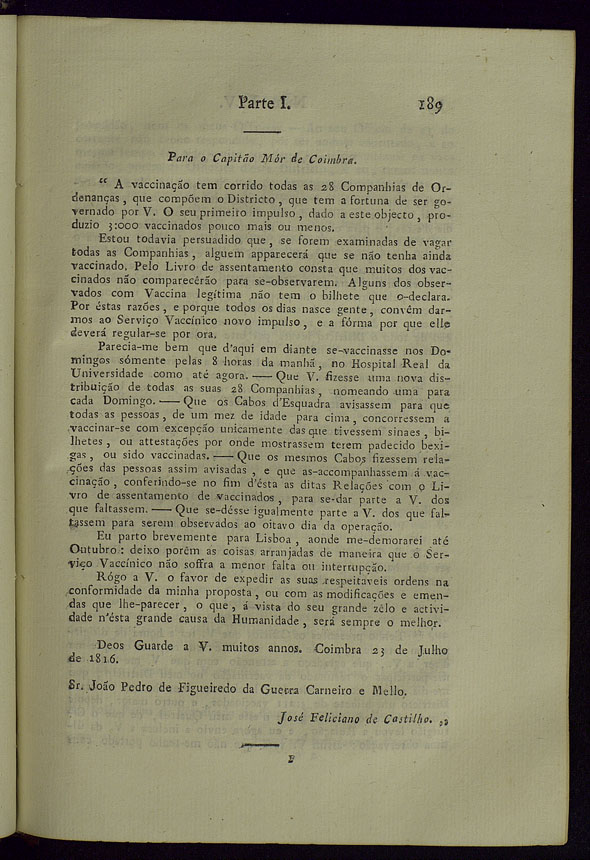 Parte I. 189
Para o Capitão Mór de Coimbra.
“ A vaccinação tem corrido todas as 28 Companhias de Or-
denanças, que compõem o Districto, que tem a fortuna de ser go-
vernado por V. O seu primeiro impulso, dado a este objecto, pro-
duzio 3:000 vaccinados pouco mais ou menos.
Estou todavia persuadido que, se forem examinadas de vagar
todas as Companhias, alguem apparecerá que se não tenha ainda
vaccinado. Pelo Livro de assentamento consta que muitos dos vac-
cinados não comparecêrão para se-observarem. Alguns dos obser-
vados com Vaccina legítima não tem o bilhete que o-declara.
Por éstas razões, e porque todos os dias nasce gente, convém dar-
mos ao Serviço Vaccínico novo impulso, e a fórma por que elle
deverá regular-se por ora.
Parecia-me bem que d'aqui em diante se-vaccinasse nos Do-
mingos sómente pelas 8 horas da manhã, no Hospital Real da
Universidade como até agora. — Que V. fizesse uma nova dis-
tribuição de todas as suas 28 Companhias, nomeando uma para
cada Domingo. — Que os Cabos d'Esquadra avisassem para que
todas as pessoas, de um mez de idade para cima, concorressem a
vaccinar-se com excepção unicamente das que tivessem sinaes, bi-
lhetes, ou attestações por onde mostrassem terem padecido bexi-
gas, ou sido vaccinadas. — Que os mesmos Cabos fizessem rela-
ções das pessoas assim avisadas, e que as-accompanhassem á vac-
cinação, conferindo-se no fim d'ésta as ditas Relações com o Li-
vro de assentamento de vaccinados, para se-dar parte a V. dos
que faltassem. — Que se-désse igualmente parte a V. dos que fal-
tassem para serem observados ao oitavo dia da operação.
Eu parto brevemente para Lisboa, aonde me-demorarei até
Outubro: deixo porêm as coisas arranjadas de maneira que o Ser-
viço Vaccínico não soffra a menor falta ou interrupção.
Rógo a V. o favor de expedir as suas respeitaveis ordens na
conformidade da minha proposta, ou com as modificações e emen-
das que lhe-parecer, o que, á vista do seu grande zêlo e activi-
dade n'ésta grande causa da Humanidade, será sempre o melhor.
Deos Guarde a V. muitos annos. Coimbra 23 de Julho
de 1816.
Sr. João Pedro de Figueiredo da Guerra Carneiro e Mello.
José Feliciano de Castilho. ,,